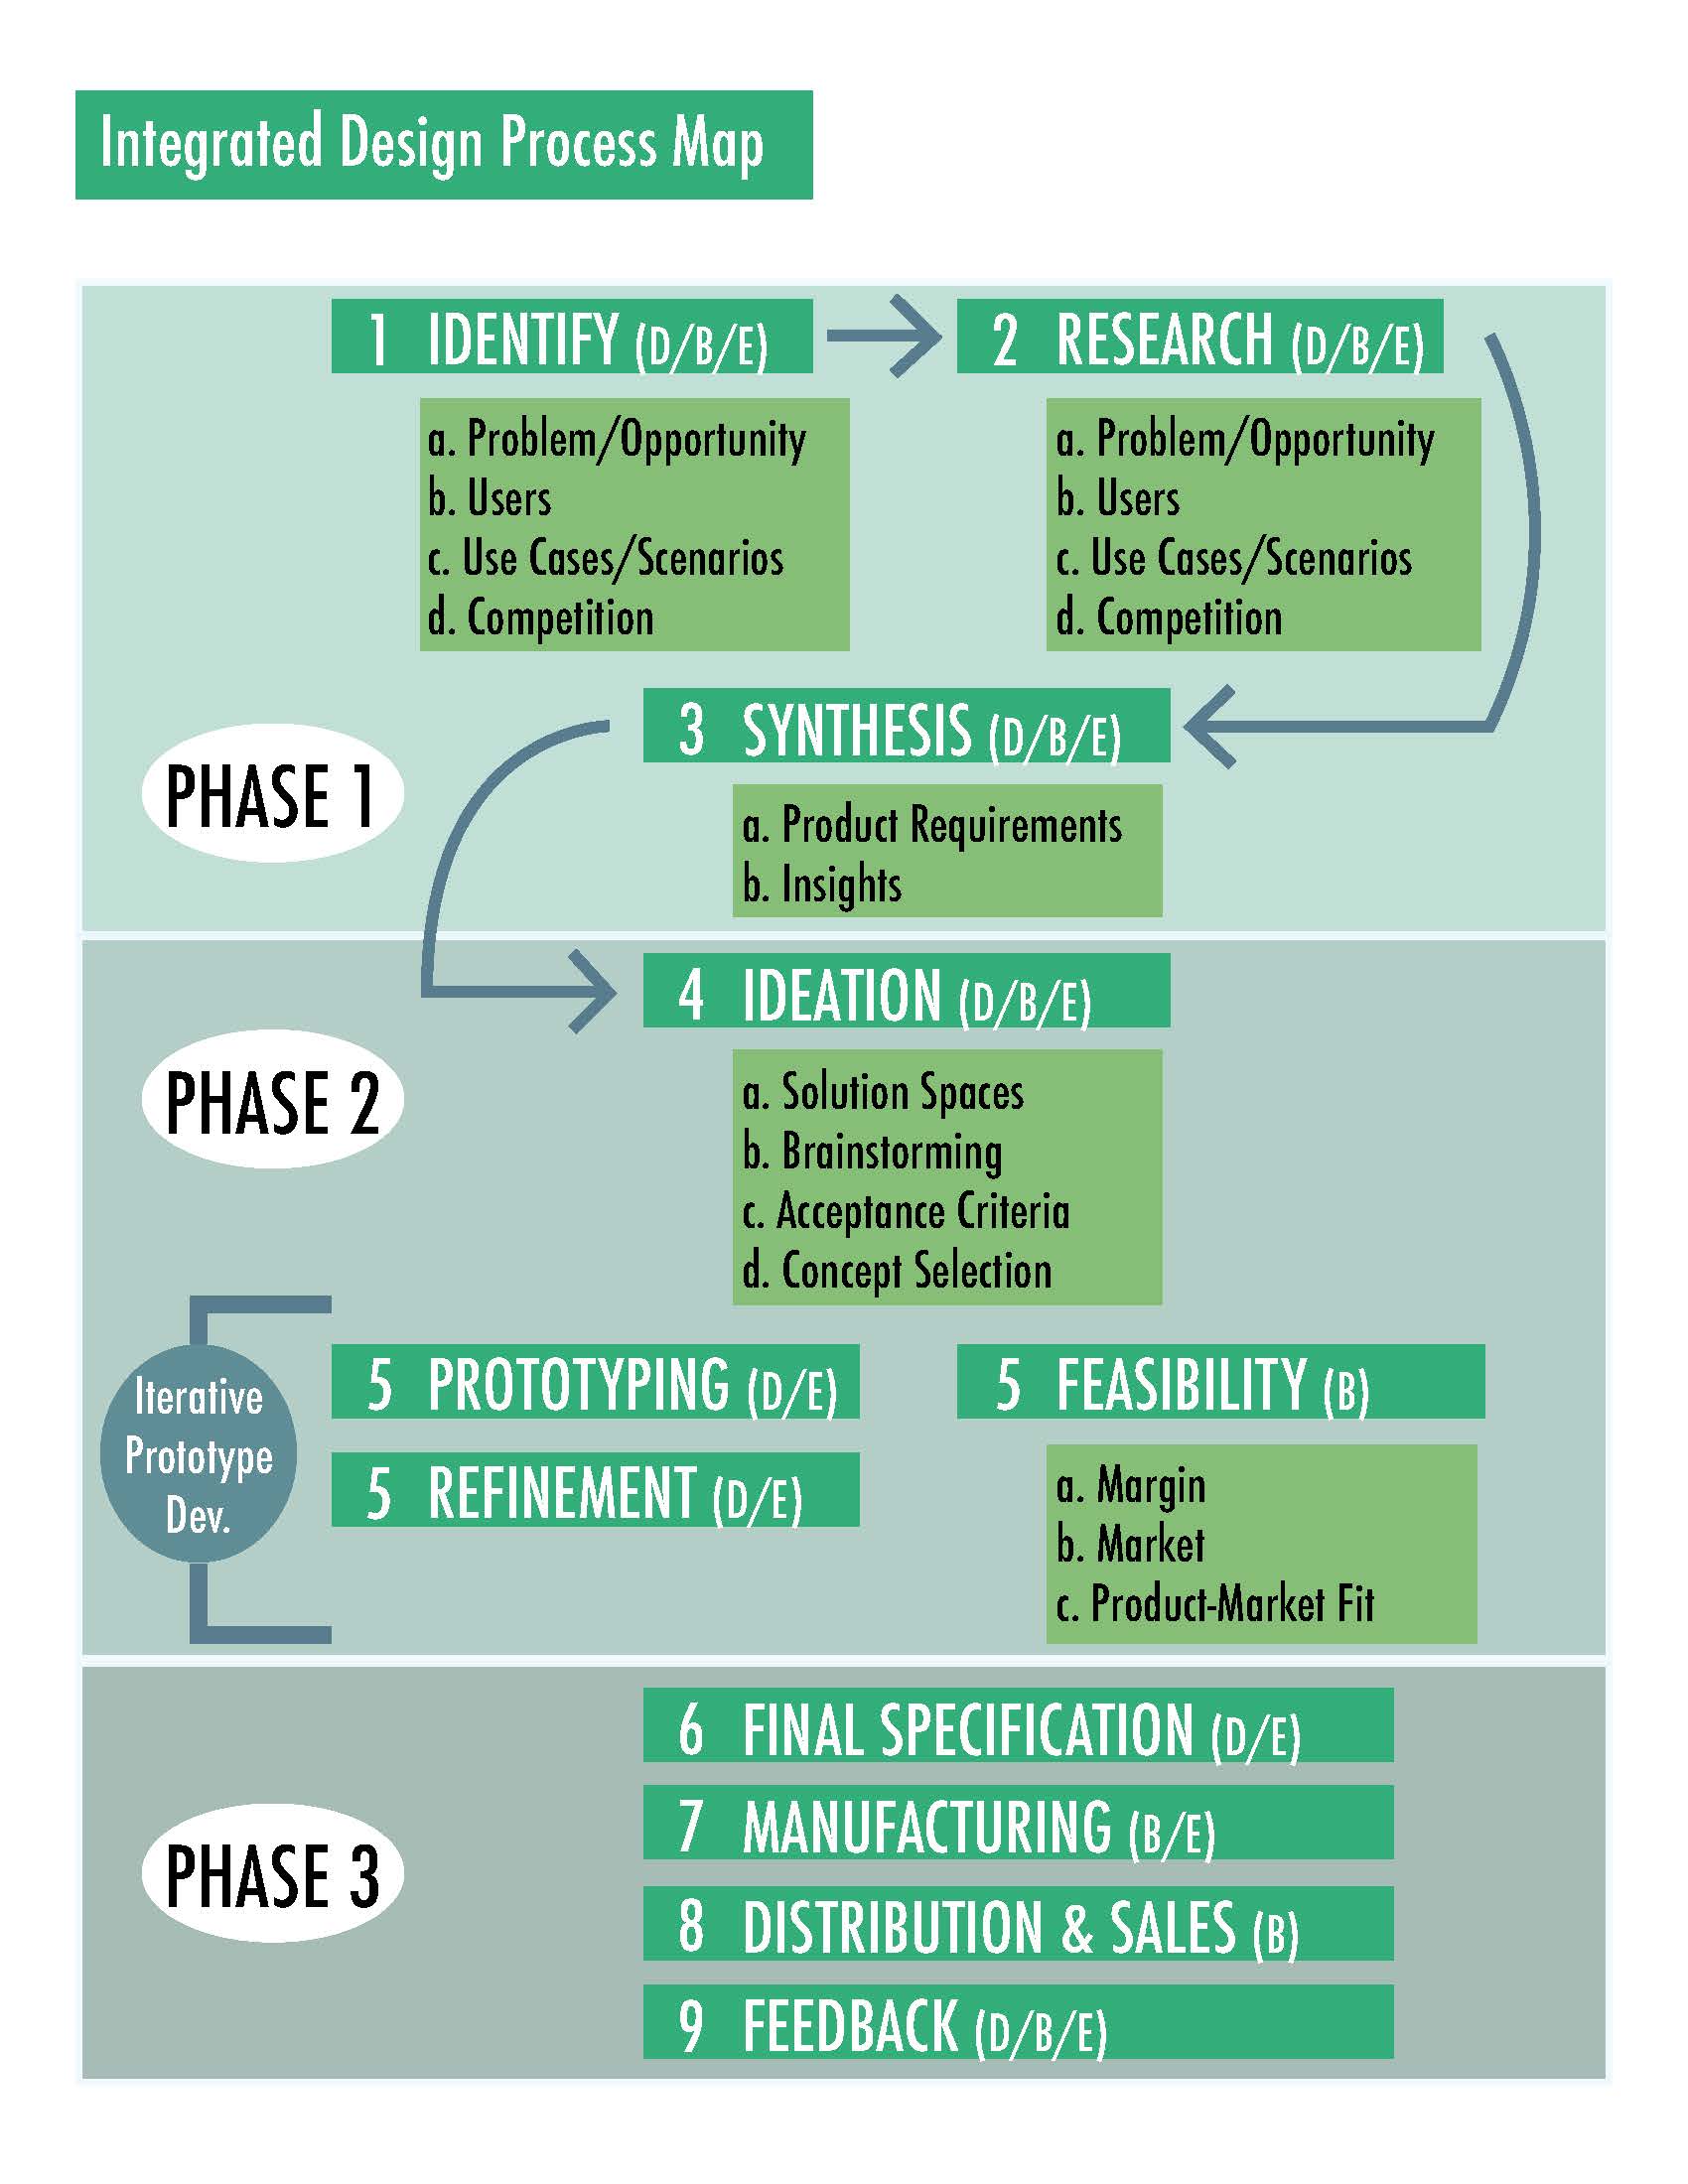 Integrated Design Process Map
1 IDENTIFY (D/B/E)
a. Problem/Opportunity
b. Users
c. Use Cases/Scenarios
d. Competition
2 RESEARCH (D/B/E)
a. Problem/Opportunity
b. Users
c. Use Cases/Scenarios
d. Competition
PHASE 1
3 SYNTHESIS (D/B/E)
a. Product Requirements
b. Insights
PHASE 2
4 IDEATION (D/B/E)
a. Solution Spaces
b. Brainstorming
c. Acceptance Criteria
d. Concept Selection
Iterative
Prototype
Dev.
5 PROTOTYPING (D/E)
5 REFINEMENT (D/E)
5 FEASIBILITY (B)
a. Margin
b. Market
c. Product-Market Fit
PHASE 3
6 FINAL SPECIFICATION (D/E)
7 MANUFACTURING (B/E)
8 DISTRIBUTION & SALES (B)
9 FEEDBACK (D/B/E)